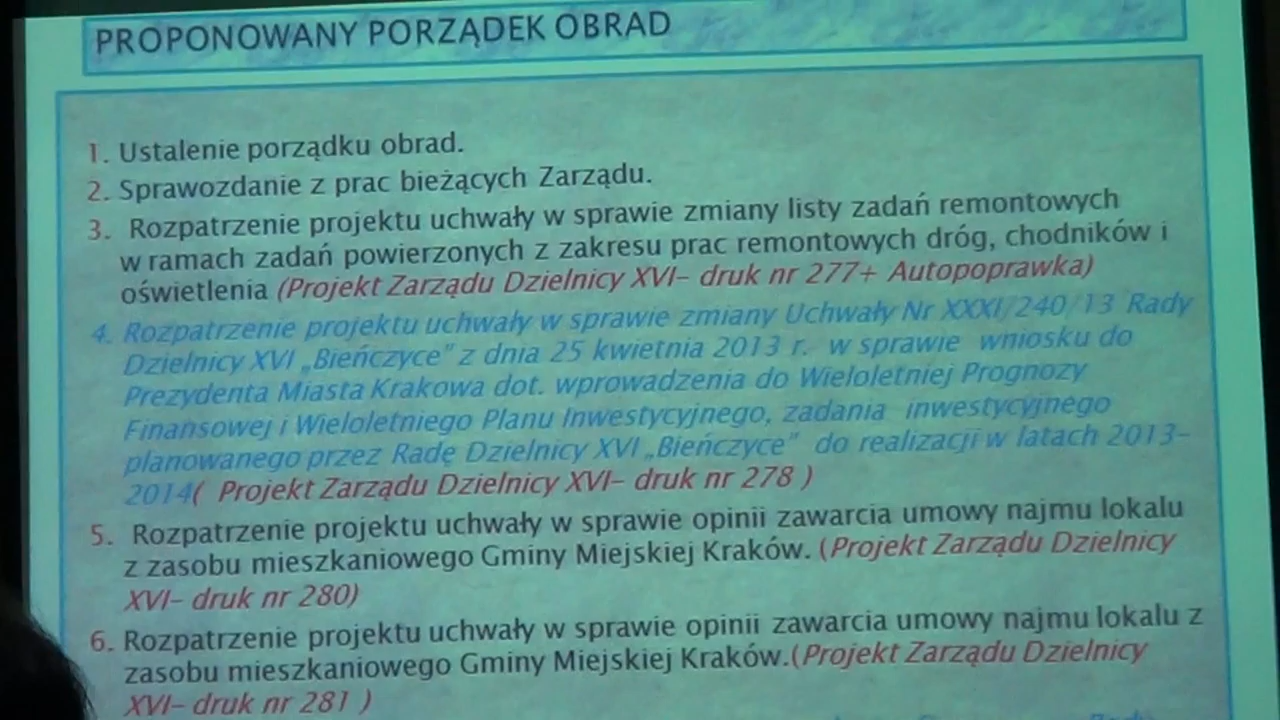 PROPONOWANY PORZĄDEK OBRAD
1. Ustalenie porządku obrad.
2. Sprawozdanie z prac bieżących Zarządu.
3. Rozpatrzenie projektu uchwały w sprawie zmiany listy zadań remontowych
w ramach zadań powierzonych z zakresu prac remontowych dróg, chodników i
oświetlenia (Projekt Zarządu Dzielnicy XVI– druk nr 277+ Autopoprawka)
4. Rozpatrzenie projektu uchwały w sprawie zmiany Uchwały Nr XXXI/240/13 Rady
Dzielnicy XVI „Bieńczyce" z dnia 25 kwietnia 2013 r. w sprawie wniosku do
Prezydenta Miasta Krakowa dot. wprowadzenia do Wieloletniej Prognozy
Finansowej i Wieloletniego Planu Inwestycyjnego, zadania inwestycyjnego
planowanego przez Radę Dzielnicy XVI „Bieńczyce" do realizacji w latach 2013–
2014( Projekt Zarządu Dzielnicy XVI– druk nr 278 )
5. Rozpatrzenie projektu uchwały w sprawie opinii zawarcia umowy najmu lokalu
z zasobu mieszkaniowego Gminy Miejskiej Kraków. (Projekt Zarządu Dzielnicy
XVI– druk nr 280)
6. Rozpatrzenie projektu uchwały w sprawie opinii zawarcia umowy najmu lokalu z
zasobu mieszkaniowego Gminy Miejskiej Kraków.(Projekt Zarządu Dzielnicy
XVI– druk nr 281 )